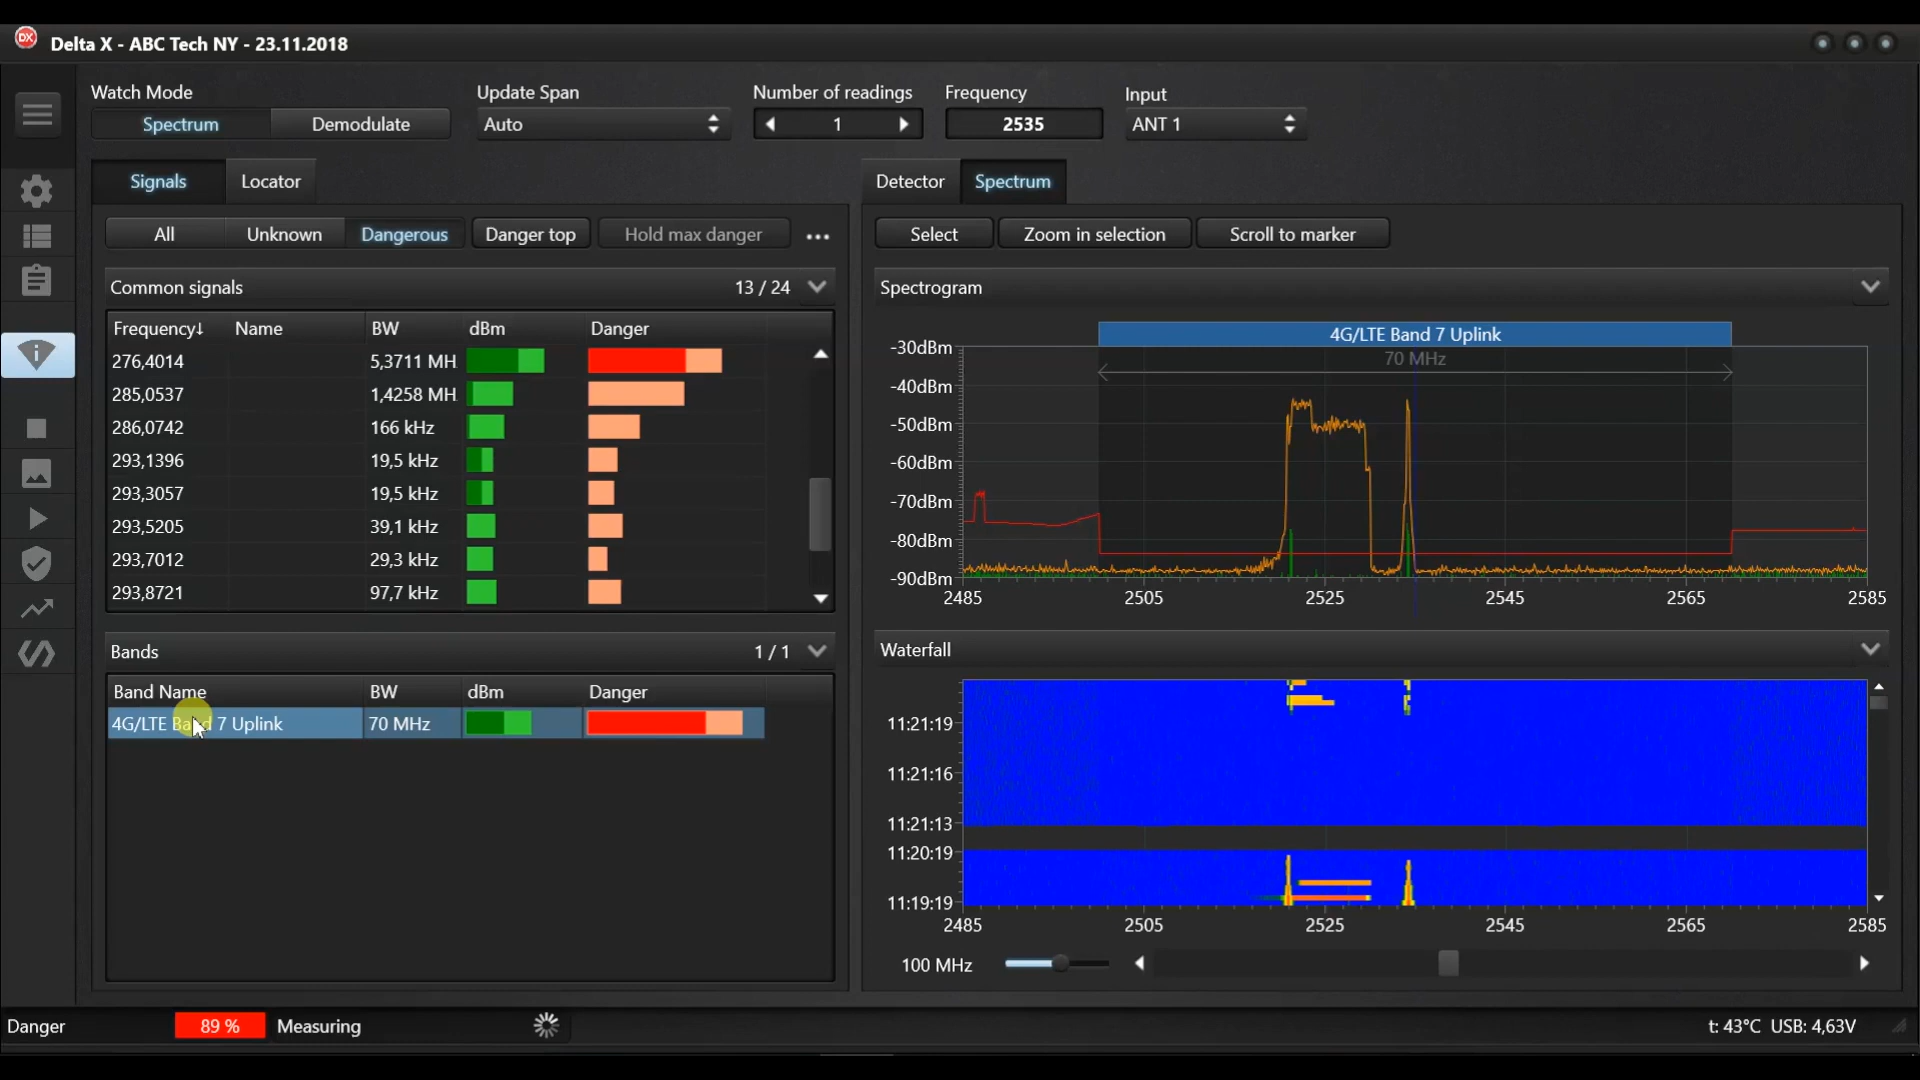 DX Delta X - ABC Tech NY - 23.11.2018
Watch Mode
Spectrum Demodulate
Update Span
Auto
Number of readings
1
Frequency
2535
Input
ANT 1
Signals Locator
All Unknown Dangerous Danger top Hold max danger ...
Common signals 13 / 24
Frequency↓ Name BW dBm Danger
276,4014 5,3711 MH
285,0537 1,4258 MH
286,0742 166 kHz
293,1396 19,5 kHz
293,3057 19,5 kHz
293,5205 39,1 kHz
293,7012 29,3 kHz
293,8721 97,7 kHz
Bands 1 / 1
Band Name BW dBm Danger
4G/LTE Band 7 Uplink 70 MHz
Detector Spectrum
Select Zoom in selection Scroll to marker
Spectrogram
4G/LTE Band 7 Uplink
70 MHz
-30dBm
-40dBm
-50dBm
-60dBm
-70dBm
-80dBm
-90dBm
2485 2505 2525 2545 2565 2585
Waterfall
11:21:19
11:21:16
11:21:13
11:20:19
11:19:19
2485 2505 2525 2545 2565 2585
100 MHz
Danger 89 % Measuring t: 43°C USB: 4,63V